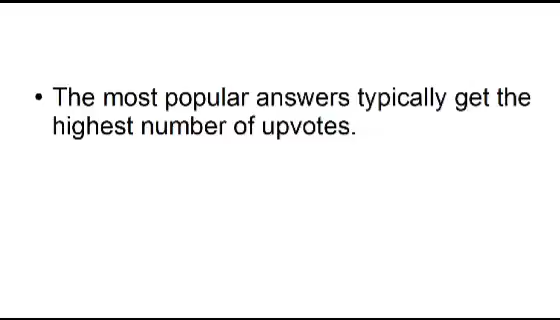 • The most popular answers typically get the
highest number of upvotes.